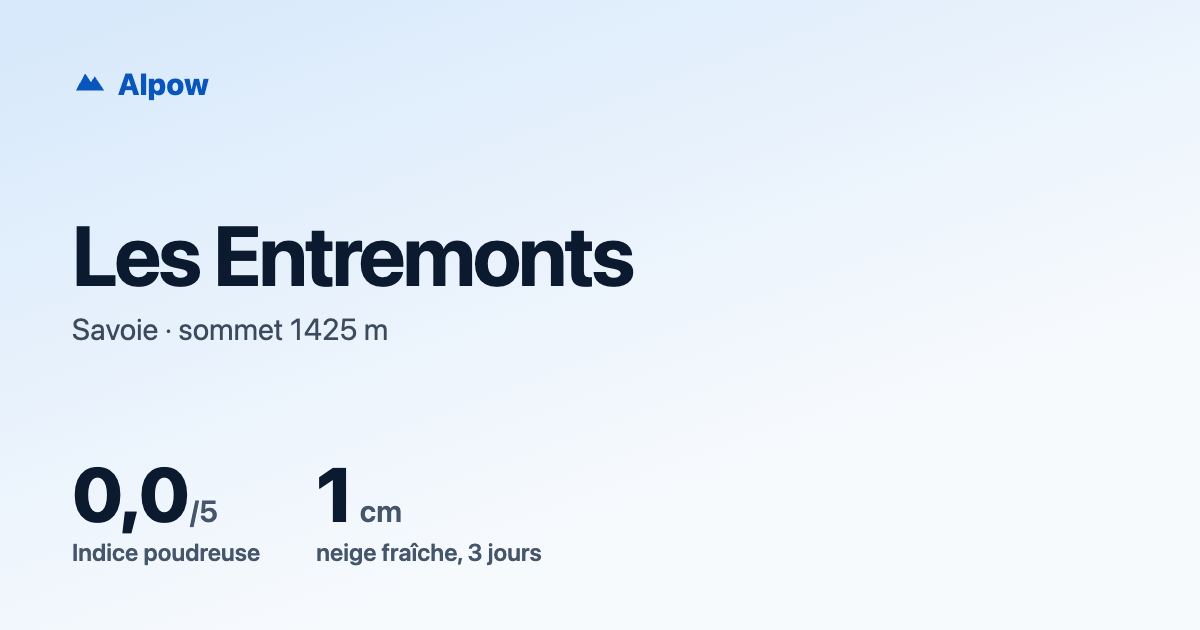 Alpow
Les Entremonts
Savoie · sommet 1425 m
0,0/5
Indice poudreuse
1 cm
neige fraîche, 3 jours